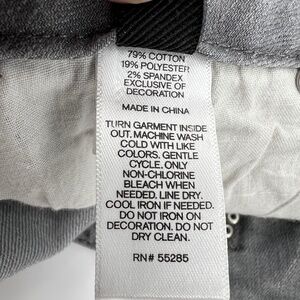 79% COTTON
19% POLYESTER
2% SPANDEX
EXCLUSIVE OF
DECORATION
MADE IN CHINA
TURN GARMENT INSIDE
OUT. MACHINE WASH
COLD WITH LIKE
COLORS. GENTLE
CYCLE. ONLY
NON-CHLORINE
BLEACH WHEN
NEEDED. LINE DRY.
COOL IRON IF NEEDED.
DO NOT IRON ON
DECORATION. DO NOT
DRY CLEAN.
RN# 55285